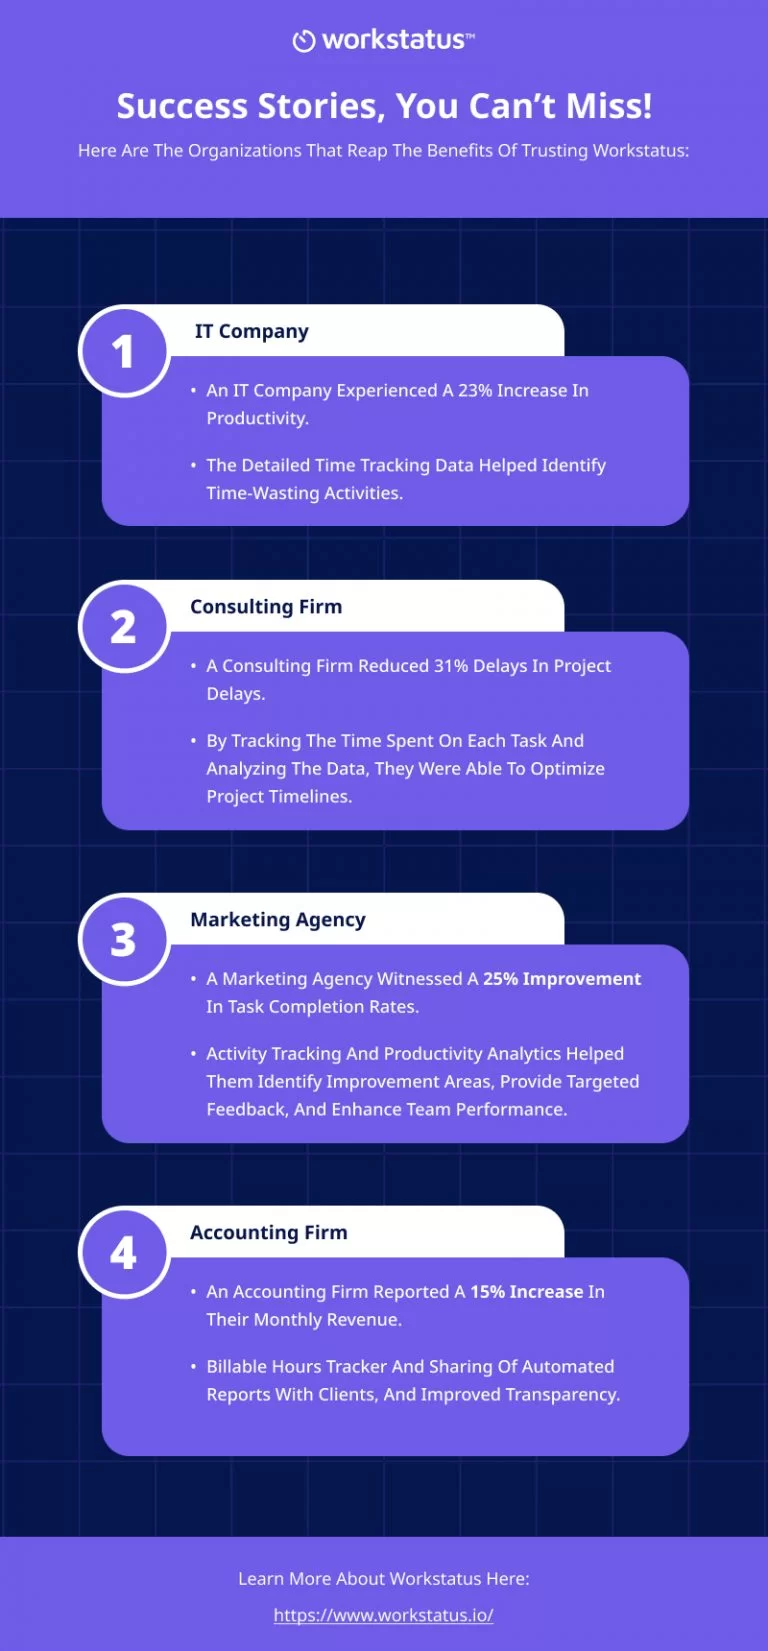 workstatus™
Success Stories, You Can’t Miss!
Here Are The Organizations That Reap The Benefits Of Trusting Workstatus:
1
IT Company
• An IT Company Experienced A 23% Increase In
Productivity.
• The Detailed Time Tracking Data Helped Identify
Time-Wasting Activities.
2
Consulting Firm
• A Consulting Firm Reduced 31% Delays In Project
Delays.
• By Tracking The Time Spent On Each Task And
Analyzing The Data, They Were Able To Optimize
Project Timelines.
3
Marketing Agency
• A Marketing Agency Witnessed A 25% Improvement
In Task Completion Rates.
• Activity Tracking And Productivity Analytics Helped
Them Identify Improvement Areas, Provide Targeted
Feedback, And Enhance Team Performance.
4
Accounting Firm
• An Accounting Firm Reported A 15% Increase In
Their Monthly Revenue.
• Billable Hours Tracker And Sharing Of Automated
Reports With Clients, And Improved Transparency.
Learn More About Workstatus Here:
https://www.workstatus.io/